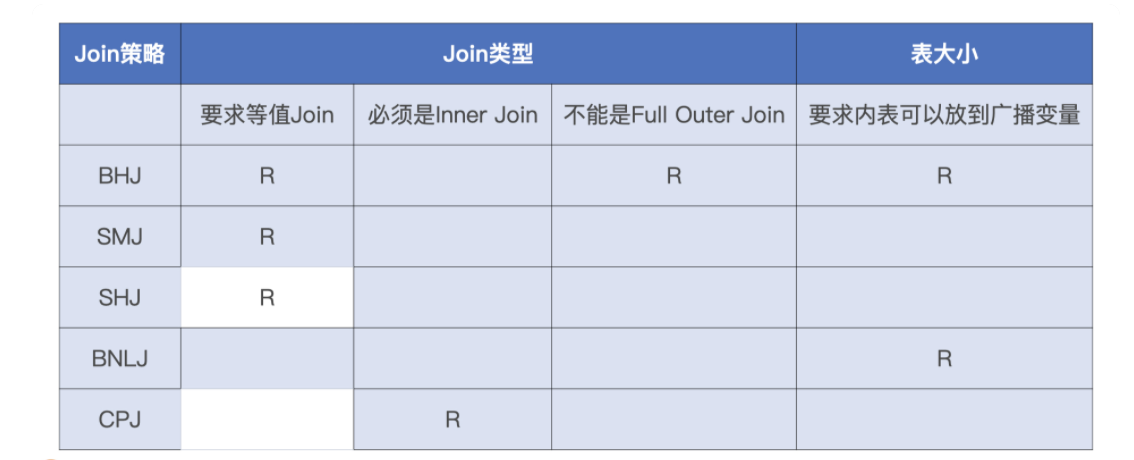 Join策略 Join类型 表大小
要求等值Join 必须是Inner Join 不能是Full Outer Join 要求内表可以放到广播变量
BHJ R R R
SMJ R
SHJ R
BNLJ R
CPJ R